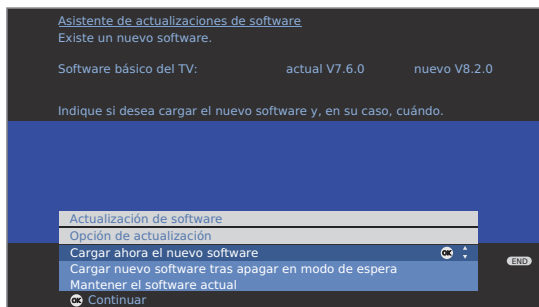 Asistente de actualizaciones de software
Existe un nuevo software.
Software básico del TV: actual V7.6.0 nuevo V8.2.0
Indique si desea cargar el nuevo software y, en su caso, cuándo.
Actualización de software
Opción de actualización
Cargar ahora el nuevo software OK
Cargar nuevo software tras apagar en modo de espera
END
Mantener el software actual
OK Continuar